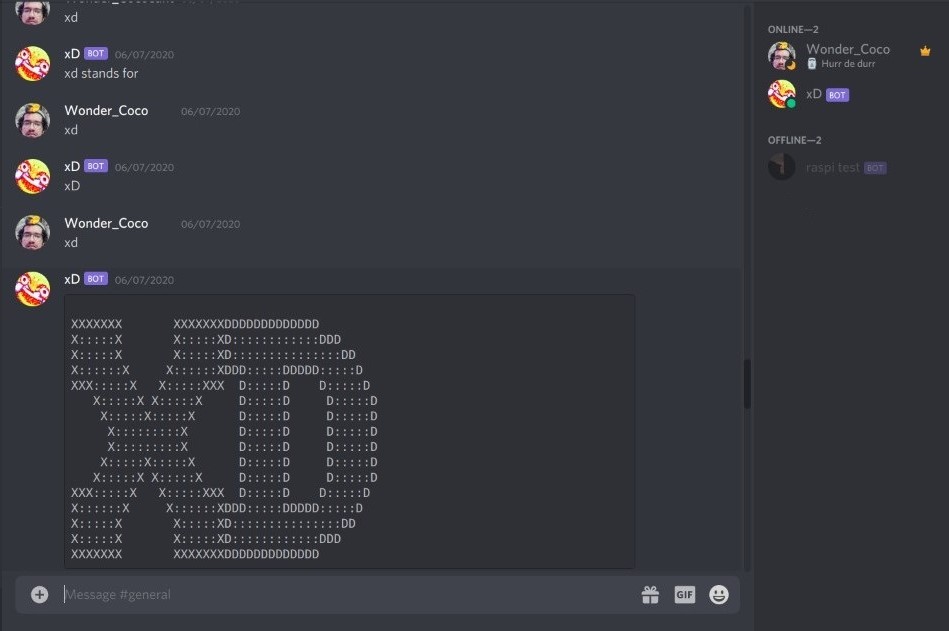 xd
xD BOT 06/07/2020
xd stands for
Wonder_Coco 06/07/2020
xd
xD BOT 06/07/2020
xD
Wonder_Coco 06/07/2020
xd
xD BOT 06/07/2020
XXXXXXX       XXXXXXXDDDDDDDDDDDDD
X:::::X       X:::::XD::::::::::::DDD
X:::::X       X:::::XD:::::::::::::::DD
X::::::X     X::::::XDDD:::::DDDDD:::::D
XXX:::::X   X:::::XXX  D:::::D    D:::::D
   X:::::X X:::::X     D:::::D     D:::::D
    X:::::X:::::X      D:::::D     D:::::D
     X:::::::::X       D:::::D     D:::::D
     X:::::::::X       D:::::D     D:::::D
    X:::::X:::::X      D:::::D     D:::::D
   X:::::X X:::::X     D:::::D     D:::::D
XXX:::::X   X:::::XXX  D:::::D    D:::::D
X::::::X     X::::::XDDD:::::DDDDD:::::D
X:::::X       X:::::XD:::::::::::::::DD
X:::::X       X:::::XD::::::::::::DDD
XXXXXXX       XXXXXXXDDDDDDDDDDDDD
Message #general
GIF
ONLINE—2
Wonder_Coco
Hurr de durr
xD BOT
OFFLINE—2
raspi test BOT